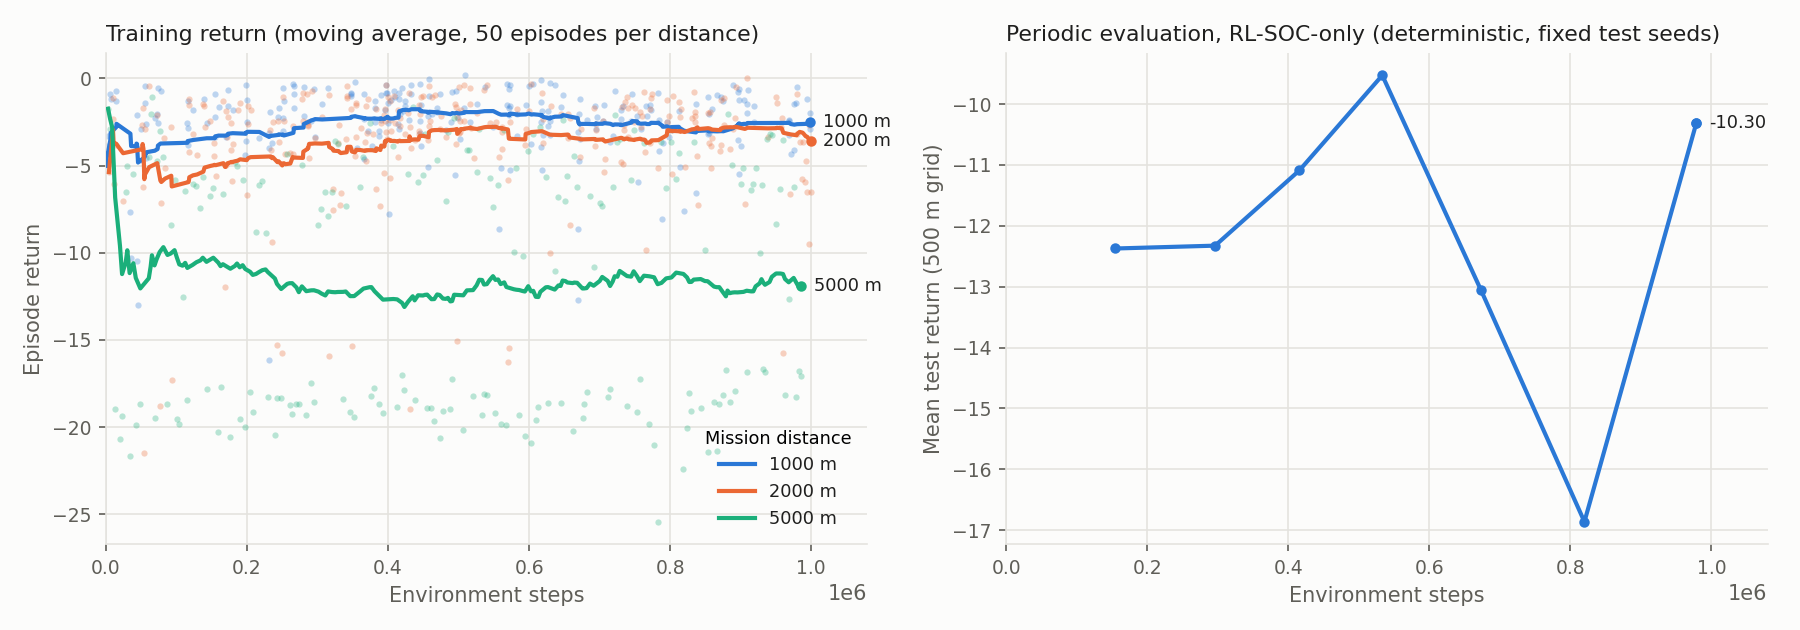 Training return (moving average, 50 episodes per distance)
0
−5
−10
−15
−20
−25
Episode return
1000 m
2000 m
5000 m
Mission distance
1000 m
2000 m
5000 m
0.0 0.2 0.4 0.6 0.8 1.0
1e6
Environment steps
Periodic evaluation, RL-SOC-only (deterministic, fixed test seeds)
−10
−11
−12
−13
−14
−15
−16
−17
Mean test return (500 m grid)
-10.30
0.0 0.2 0.4 0.6 0.8 1.0
1e6
Environment steps